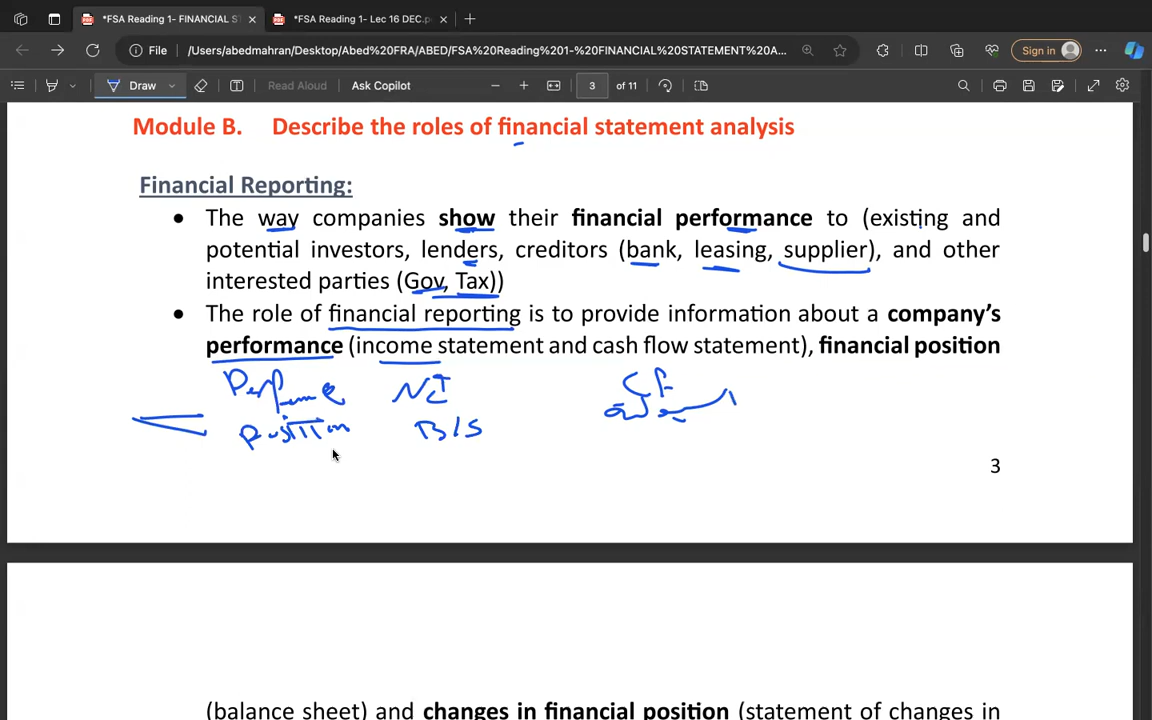 *FSA Reading 1- FINANCIAL S
*FSA Reading 1- Lec 16 DEC.p
File /Users/abedmahran/Desktop/Abed%20FRA/ABED/FSA%20Reading%201-%20FINANCIAL%20STATEMENT%20A... Sign in
Draw Read Aloud Ask Copilot 3 of 11
Module B. Describe the roles of financial statement analysis
Financial Reporting:
• The way companies show their financial performance to (existing and
potential investors, lenders, creditors (bank, leasing, supplier), and other
interested parties (Gov, Tax))
• The role of financial reporting is to provide information about a company's
performance (income statement and cash flow statement), financial position
CF
position B/S
3
(balance sheet) and changes in financial position (statement of changes in